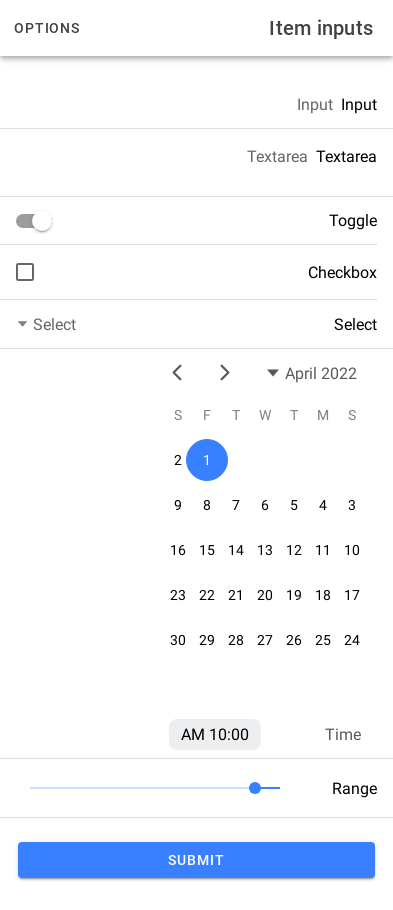 OPTIONS Item inputs
Input Input
Textarea Textarea
Toggle
Checkbox
Select Select
April 2022
S F T W T M S
2 1
9 8 7 6 5 4 3
16 15 14 13 12 11 10
23 22 21 20 19 18 17
30 29 28 27 26 25 24
AM 10:00 Time
Range
SUBMIT